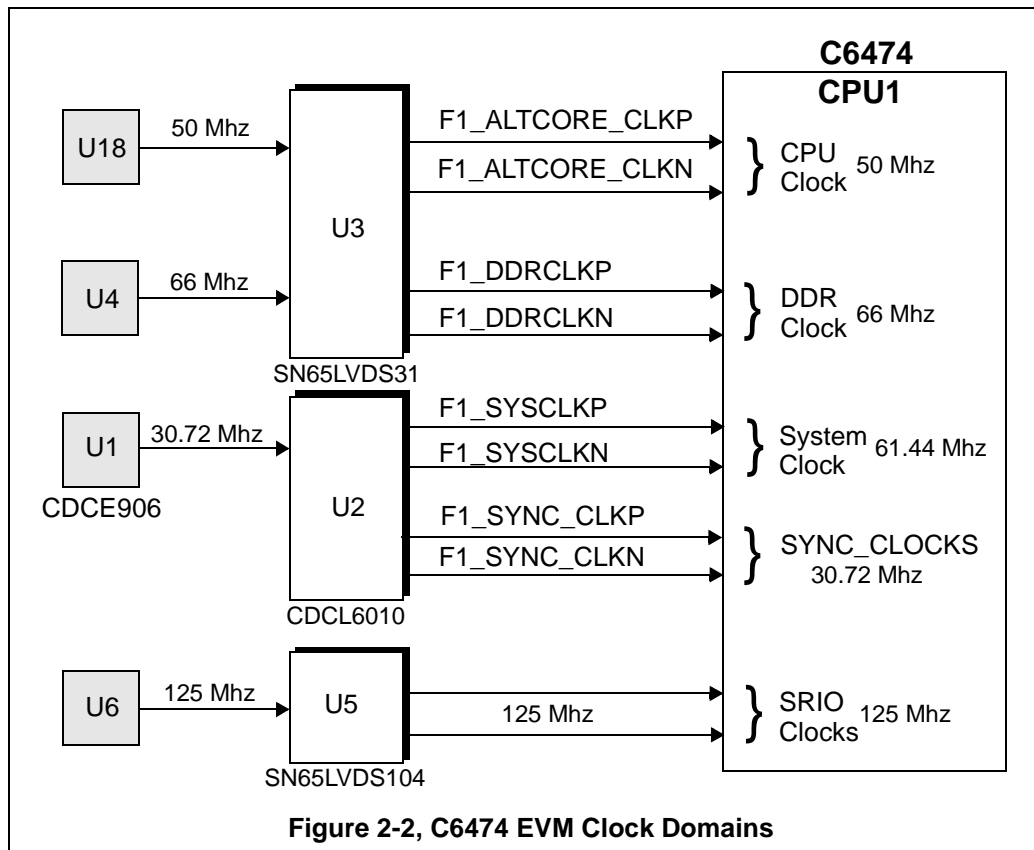 C6474
CPU1
U18
50 Mhz
U3
F1_ALTCORE_CLKP
F1_ALTCORE_CLKN
CPU
Clock
50 Mhz
U4
66 Mhz
F1_DDRCLKP
F1_DDRCLKN
DDR
Clock
66 Mhz
SN65LVDS31
U1
CDCE906
30.72 Mhz
U2
F1_SYSCLKP
F1_SYSCLKN
System
Clock
61.44 Mhz
F1_SYNC_CLKP
F1_SYNC_CLKN
SYNC_CLOCKS
30.72 Mhz
CDCL6010
U6
125 Mhz
U5
125 Mhz
SRIO
Clocks
125 Mhz
SN65LVDS104
Figure 2-2, C6474 EVM Clock Domains